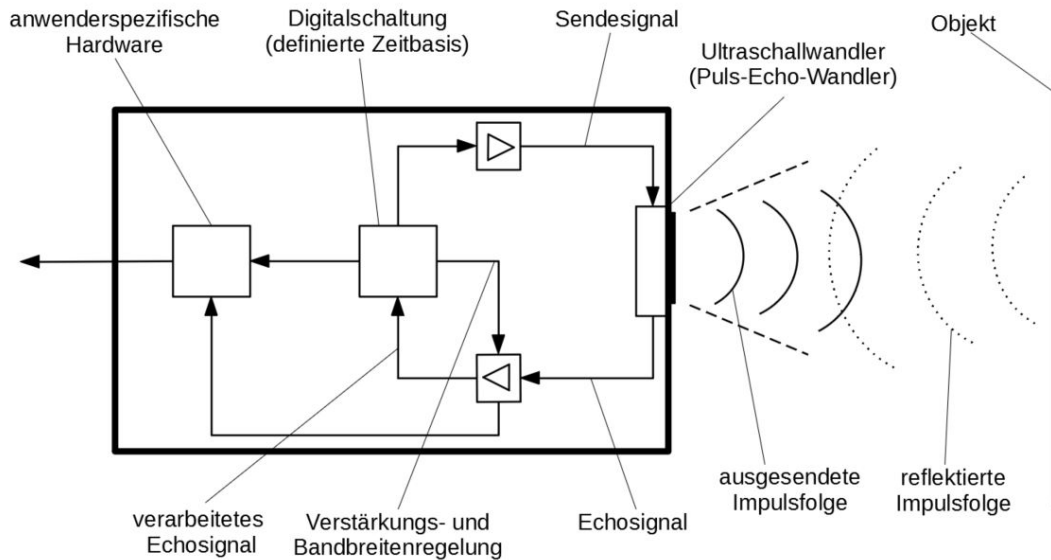 anwenderspezifische
Hardware
Digitalschaltung
(definierte Zeitbasis)
Sendesignal
Ultraschallwandler
(Puls-Echo-Wandler)
Objekt
verarbeitetes
Echosignal
Verstärkungs- und
Bandbreitenregelung
Echosignal
ausgesendete
Impulsfolge
reflektierte
Impulsfolge